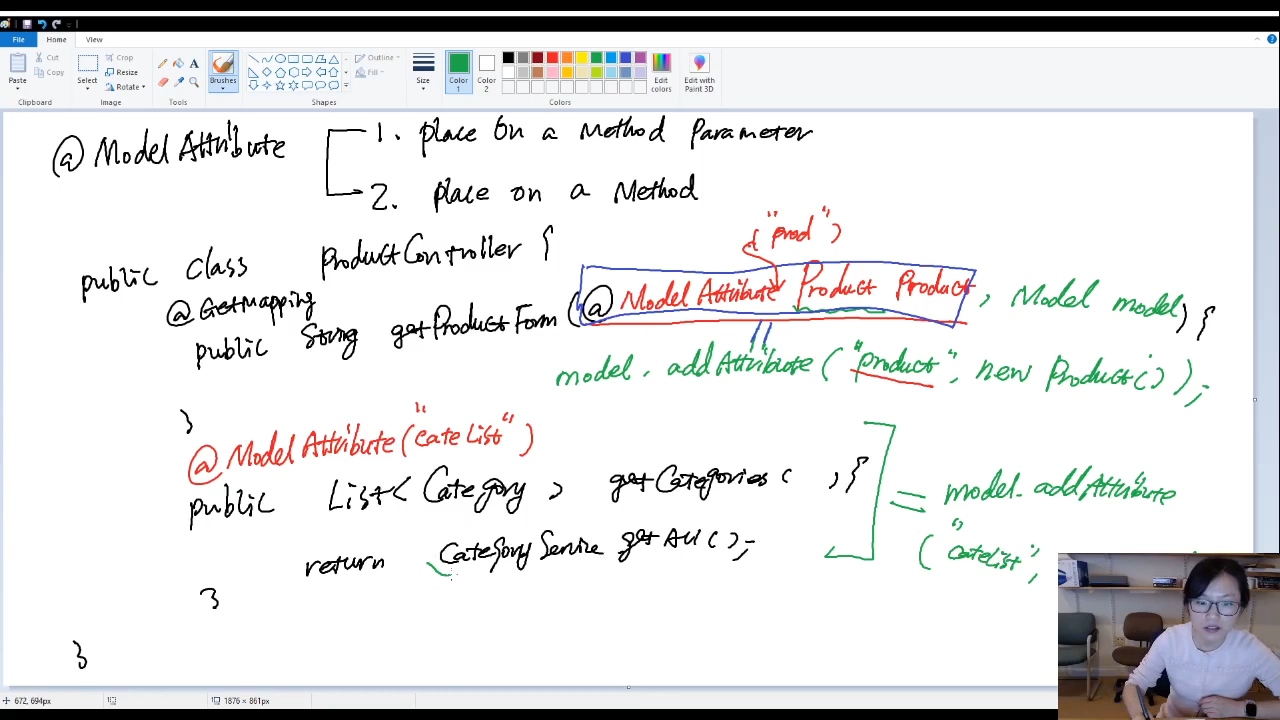 File Home View
Paste
Cut
Copy
Clipboard
Select
Crop
Resize
Rotate
Image
Tools
Brushes
Outline
Fill
Shapes
Size
Color 1
Color 2
Edit colors
Colors
Edit with Paint 3D
@ModelAttribute
1. place on a Method Parameter
2. place on a Method
public class ProductController {
("prod")
@GetMapping
public String getProductForm (@ModelAttribute Product Product, Model model) {
model.addAttribute ("product", new Product());
}
@ModelAttribute("cateList")
public List<Category> getCategories( ) {
return CategoryService getAll();
}
}
= model.addAttribute
("cateList",
672, 694px
1876 × 861px